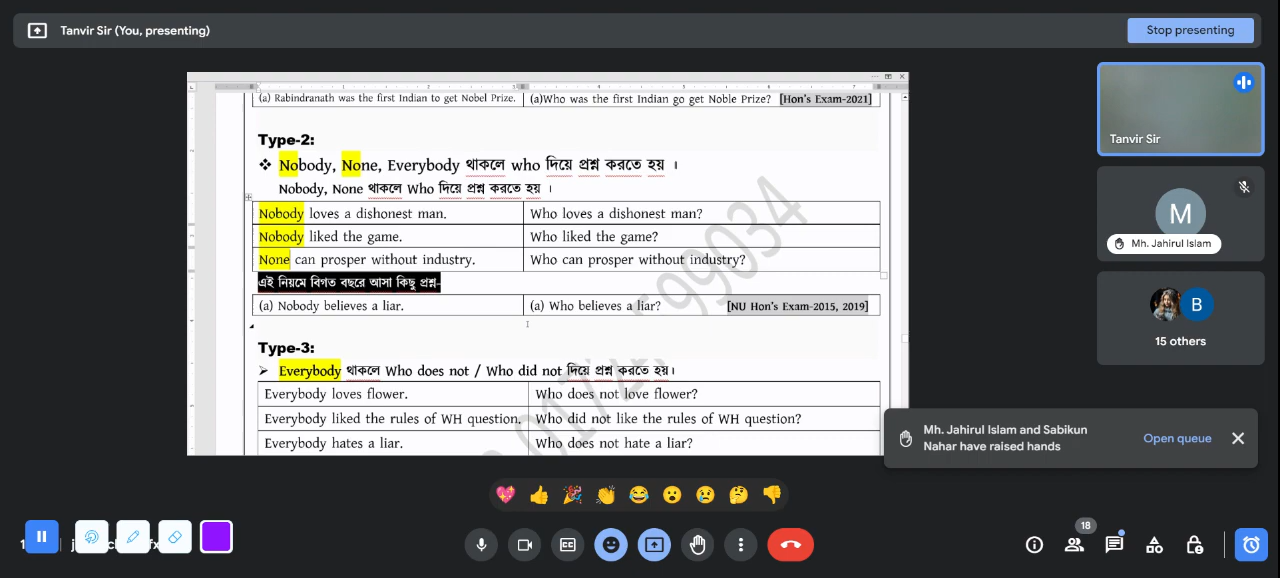 Tanvir Sir (You, presenting)
Stop presenting
(a) Rabindranath was the first Indian to get Nobel Prize. (a)Who was the first Indian go get Noble Prize? [Hon's Exam-2021]
Type-2:
❖ Nobody, None, Everybody থাকলে who দিয়ে প্রশ্ন করতে হয় ।
Nobody, None থাকলে Who দিয়ে প্রশ্ন করতে হয় ।
Nobody loves a dishonest man. Who loves a dishonest man?
Nobody liked the game. Who liked the game?
None can prosper without industry. Who can prosper without industry?
এই নিয়মে বিগত বছরে আসা কিছু প্রশ্ন-
(a) Nobody believes a liar. (a) Who believes a liar? [NU Hon's Exam-2015, 2019]
Type-3:
➢ Everybody থাকলে Who does not / Who did not দিয়ে প্রশ্ন করতে হয়।
Everybody loves flower. Who does not love flower?
Everybody liked the rules of WH question. Who did not like the rules of WH question?
Everybody hates a liar. Who does not hate a liar?
Tanvir Sir
M
Mh. Jahirul Islam
B
15 others
Mh. Jahirul Islam and Sabikun
Nahar have raised hands
Open queue
18